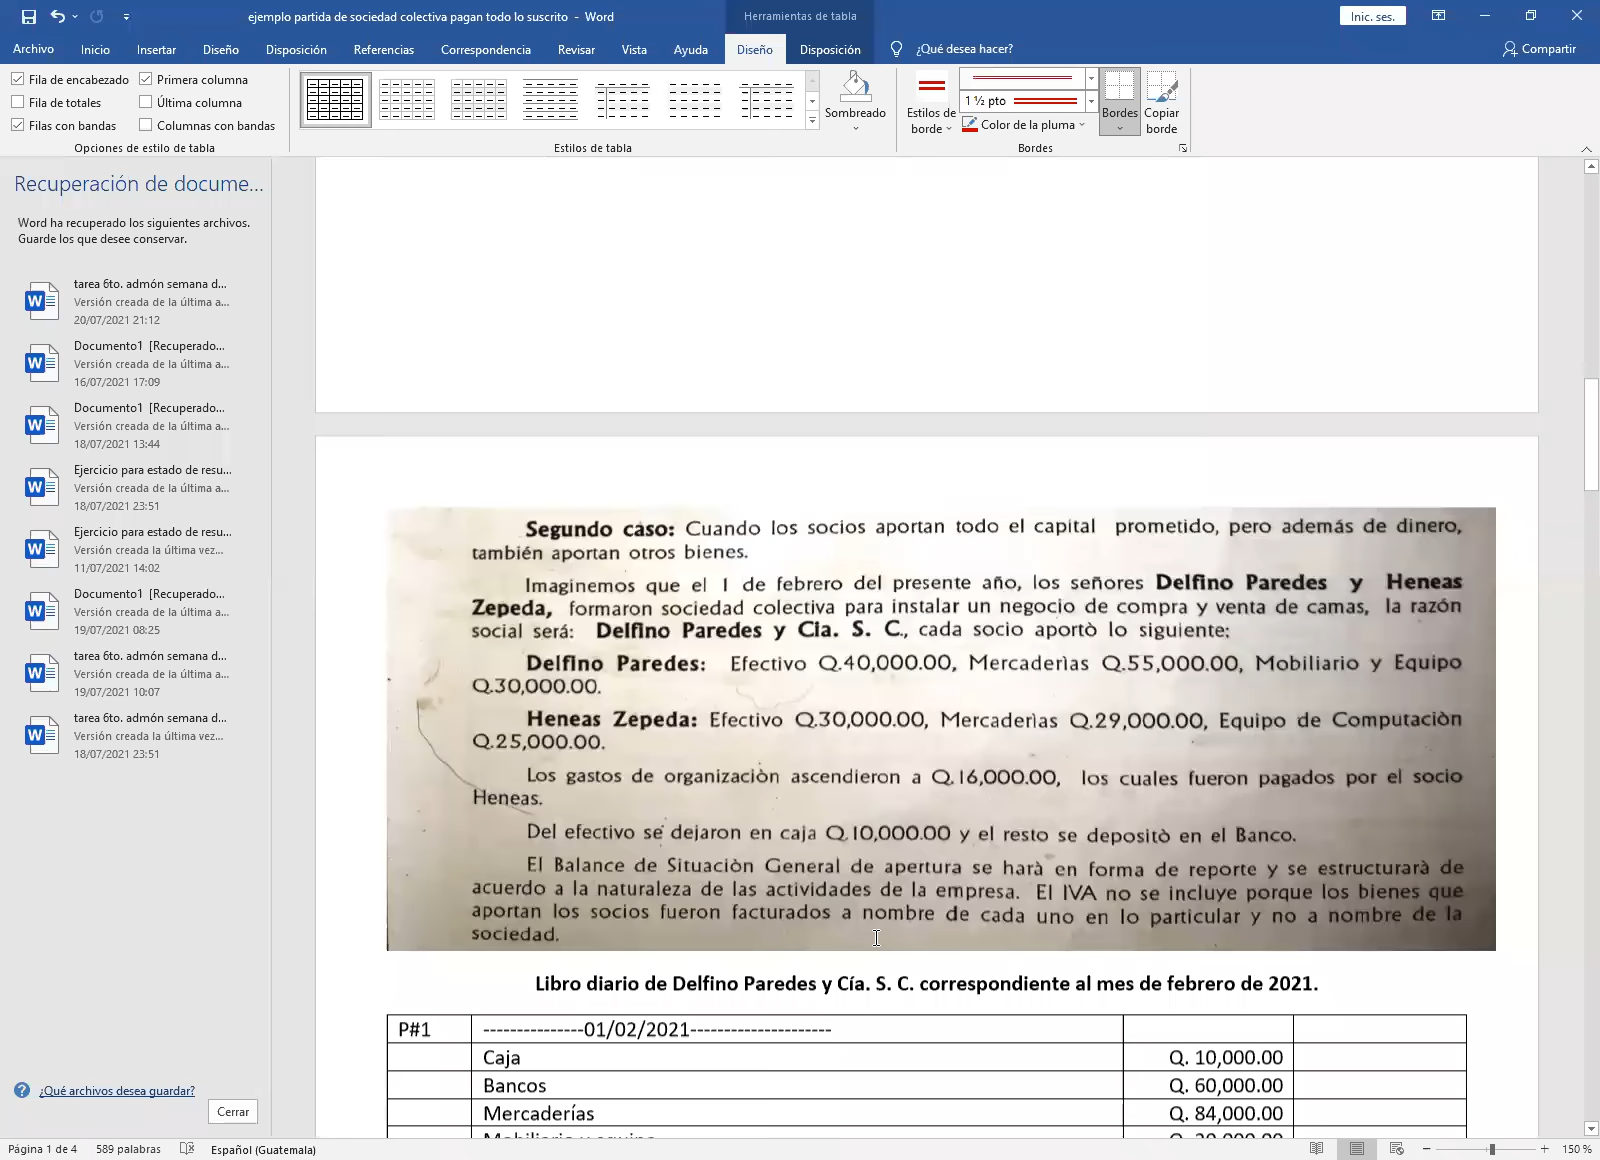 ejemplo partida de sociedad colectiva pagan todo lo suscrito - Word
Herramientas de tabla
Inic. ses.
Archivo Inicio Insertar Diseño Disposición Referencias Correspondencia Revisar Vista Ayuda Diseño Disposición ¿Qué desea hacer? Compartir
Fila de encabezado Primera columna
Fila de totales Última columna
Filas con bandas Columnas con bandas
Opciones de estilo de tabla
Estilos de tabla
Sombreado
Estilos de borde
1 ½ pto
Color de la pluma
Bordes
Copiar borde
Bordes
Recuperación de docume...
Word ha recuperado los siguientes archivos.
Guarde los que desee conservar.
tarea 6to. admón semana d...
Versión creada de la última a...
20/07/2021 21:12
Documento1 [Recuperado...
Versión creada de la última a...
16/07/2021 17:09
Documento1 [Recuperado...
Versión creada de la última a...
18/07/2021 13:44
Ejercicio para estado de resu...
Versión creada de la última a...
18/07/2021 23:51
Ejercicio para estado de resu...
Versión creada la última vez...
11/07/2021 14:02
Documento1 [Recuperado...
Versión creada de la última a...
19/07/2021 08:25
tarea 6to. admón semana d...
Versión creada de la última a...
19/07/2021 10:07
tarea 6to. admón semana d...
Versión creada la última vez...
18/07/2021 23:51
¿Qué archivos desea guardar?
Cerrar
Segundo caso: Cuando los socios aportan todo el capital prometido, pero además de dinero,
también aportan otros bienes.
Imaginemos que el 1 de febrero del presente año, los señores Delfino Paredes y Heneas
Zepeda, formaron sociedad colectiva para instalar un negocio de compra y venta de camas, la razón
social será: Delfino Paredes y Cia. S. C., cada socio aportò lo siguiente:
Delfino Paredes: Efectivo Q.40,000.00, Mercaderìas Q.55,000.00, Mobiliario y Equipo
Q.30,000.00.
Heneas Zepeda: Efectivo Q.30,000.00, Mercaderìas Q.29,000.00, Equipo de Computaciòn
Q.25,000.00.
Los gastos de organizaciòn ascendieron a Q.16,000.00, los cuales fueron pagados por el socio
Heneas.
Del efectivo se dejaron en caja Q.10,000.00 y el resto se depositò en el Banco.
El Balance de Situaciòn General de apertura se harà en forma de reporte y se estructurarà de
acuerdo a la naturaleza de las actividades de la empresa. El IVA no se incluye porque los bienes que
aportan los socios fueron facturados a nombre de cada uno en lo particular y no a nombre de la
sociedad.
Libro diario de Delfino Paredes y Cía. S. C. correspondiente al mes de febrero de 2021.
P#1 ---------------01/02/2021---------------------
Caja Q. 10,000.00
Bancos Q. 60,000.00
Mercaderías Q. 84,000.00
Página 1 de 4 589 palabras Español (Guatemala) 150 %